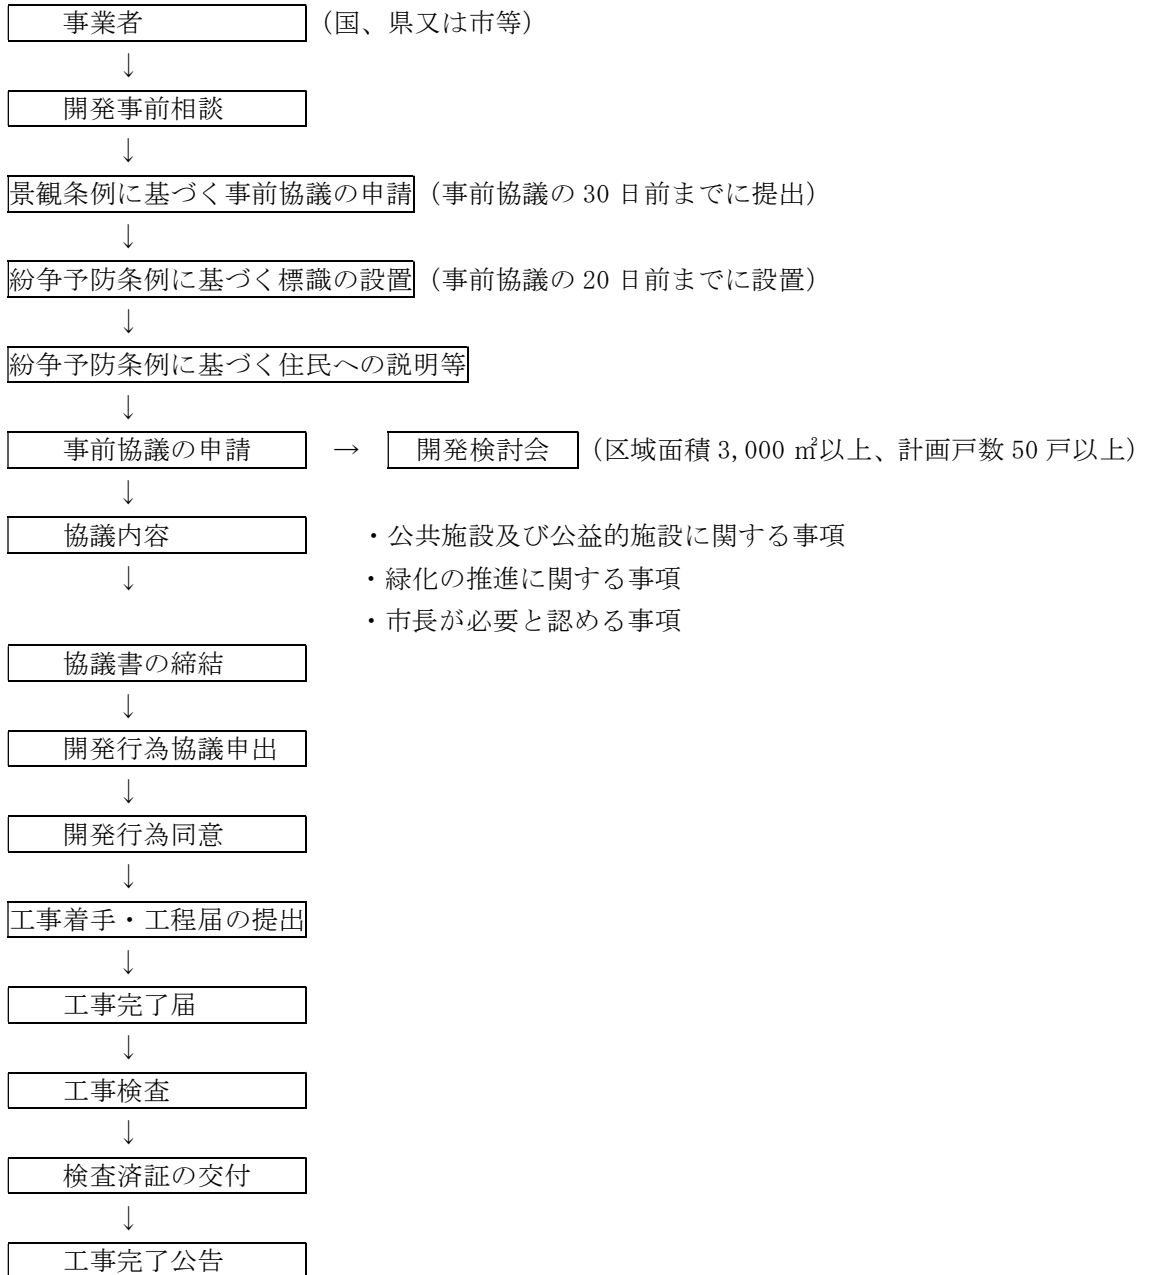 事業者 (国、県又は市等)
↓
開発事前相談
↓
景観条例に基づく事前協議の申請 (事前協議の 30 日前までに提出)
↓
紛争予防条例に基づく標識の設置 (事前協議の 20 日前までに設置)
↓
紛争予防条例に基づく住民への説明等
↓
事前協議の申請 → 開発検討会 (区域面積 3,000 ㎡以上、計画戸数 50 戸以上)
↓
協議内容 ・公共施設及び公益的施設に関する事項
↓ ・緑化の推進に関する事項
・市長が必要と認める事項
協議書の締結
↓
開発行為協議申出
↓
開発行為同意
↓
工事着手・工程届の提出
↓
工事完了届
↓
工事検査
↓
検査済証の交付
↓
工事完了公告